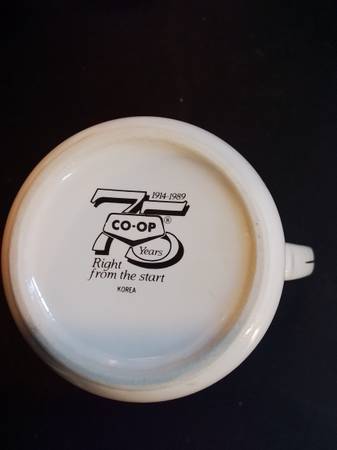 1914-1989
75
CO-OP®
Years
Right
from the start
KOREA